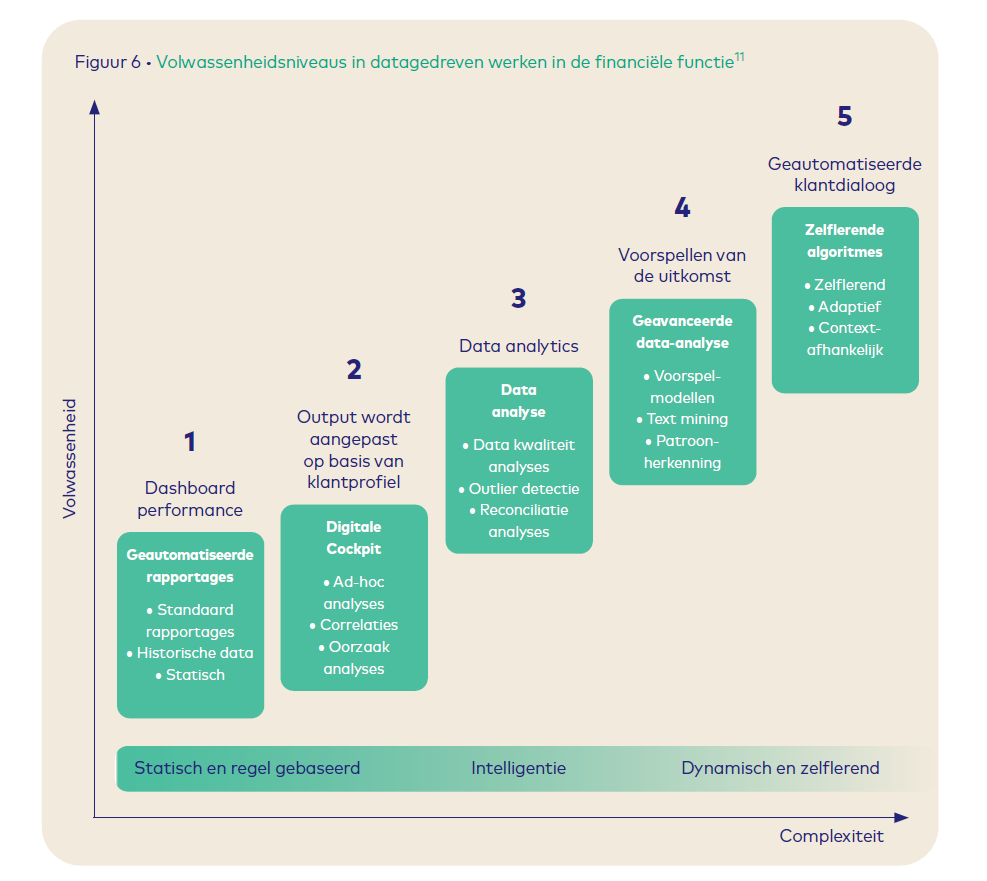 Figuur 6 • Volwassenheidsniveaus in datagedreven werken in de financiële functie11
5
Geautomatiseerde
klantdialoog
Zelflerende
algoritmes
• Zelflerend
• Adaptief
• Context-
afhankelijk
4
Voorspellen van
de uitkomst
Geavanceerde
data-analyse
• Voorspel-
modellen
• Text mining
• Patroon-
herkenning
3
Data analytics
Data
analyse
• Data kwaliteit
analyses
• Outlier detectie
• Reconciliatie
analyses
2
Output wordt
aangepast
op basis van
klantprofiel
Digitale
Cockpit
• Ad-hoc
analyses
• Correlaties
• Oorzaak
analyses
1
Dashboard
performance
Geautomatiseerde
rapportages
• Standaard
rapportages
• Historische data
• Statisch
Volwassenheid
Statisch en regel gebaseerd
Intelligentie
Dynamisch en zelflerend
Complexiteit